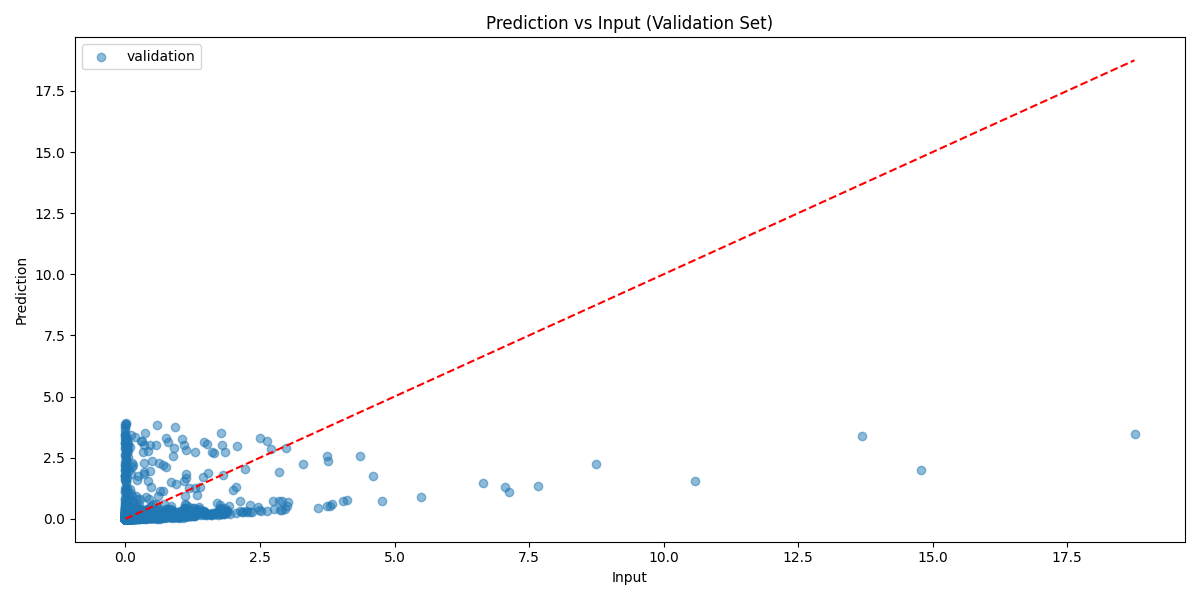 Prediction vs Input (Validation Set)
validation
Prediction
17.5
15.0
12.5
10.0
7.5
5.0
2.5
0.0
0.0 2.5 5.0 7.5 10.0 12.5 15.0 17.5
Input